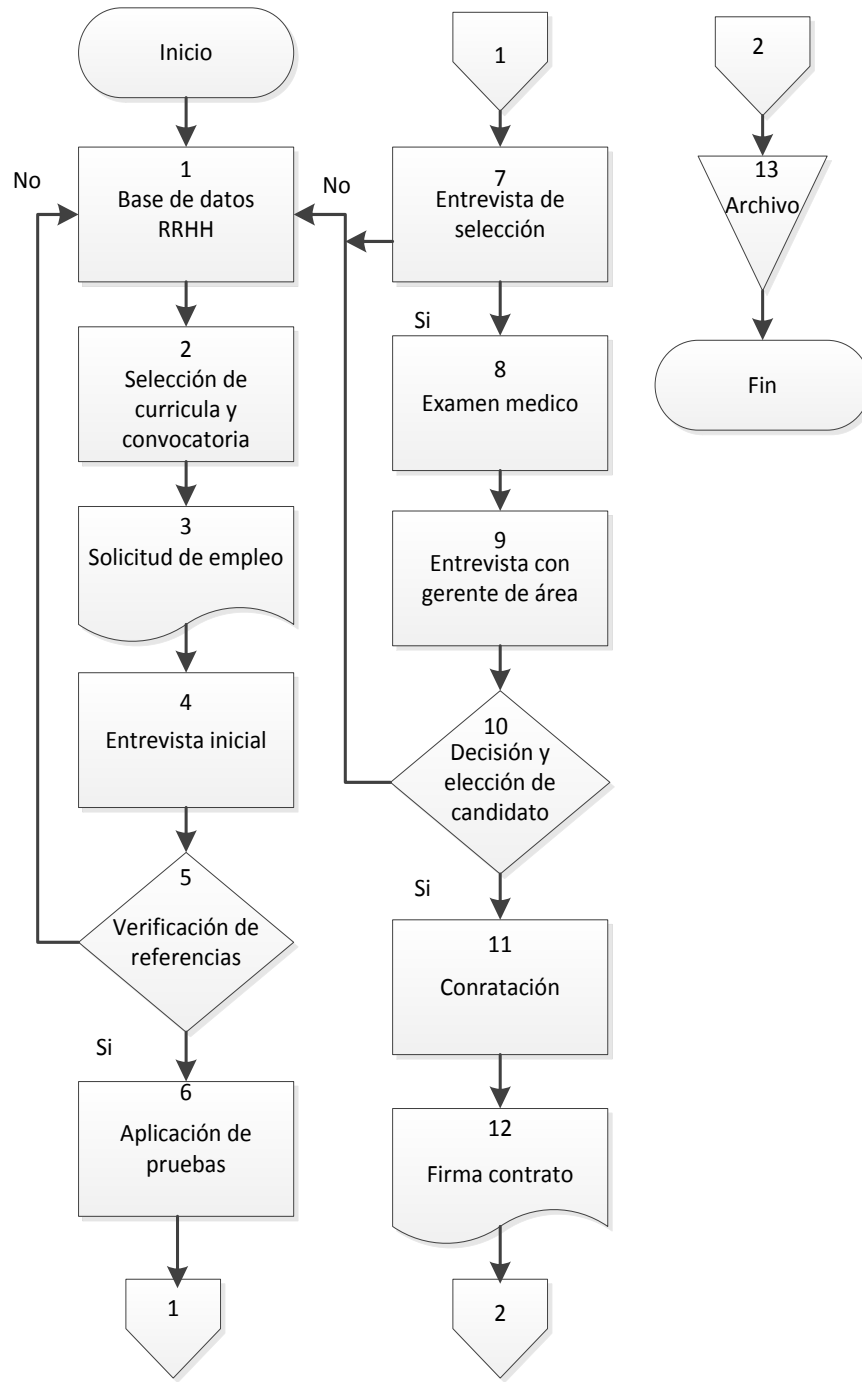 Inicio
No
1
Base de datos
RRHH
2
Selección de
curricula y
convocatoria
3
Solicitud de empleo
4
Entrevista inicial
5
Verificación de
referencias
Si
6
Aplicación de
pruebas
1
1
No
7
Entrevista de
selección
Si
8
Examen medico
9
Entrevista con
gerente de área
10
Decisión y
elección de
candidato
Si
11
Conratación
12
Firma contrato
2
2
13
Archivo
Fin